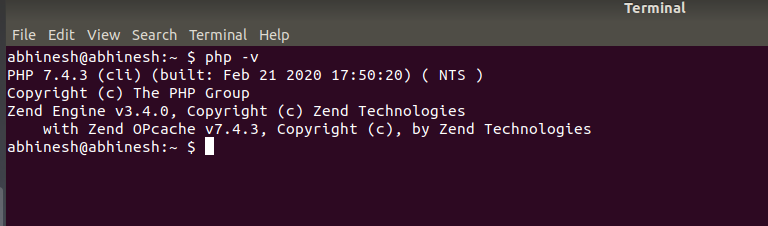 Terminal
File Edit View Search Terminal Help
abhinesh@abhinesh:~ $ php -v
PHP 7.4.3 (cli) (built: Feb 21 2020 17:50:20) ( NTS )
Copyright (c) The PHP Group
Zend Engine v3.4.0, Copyright (c) Zend Technologies
    with Zend OPcache v7.4.3, Copyright (c), by Zend Technologies
abhinesh@abhinesh:~ $